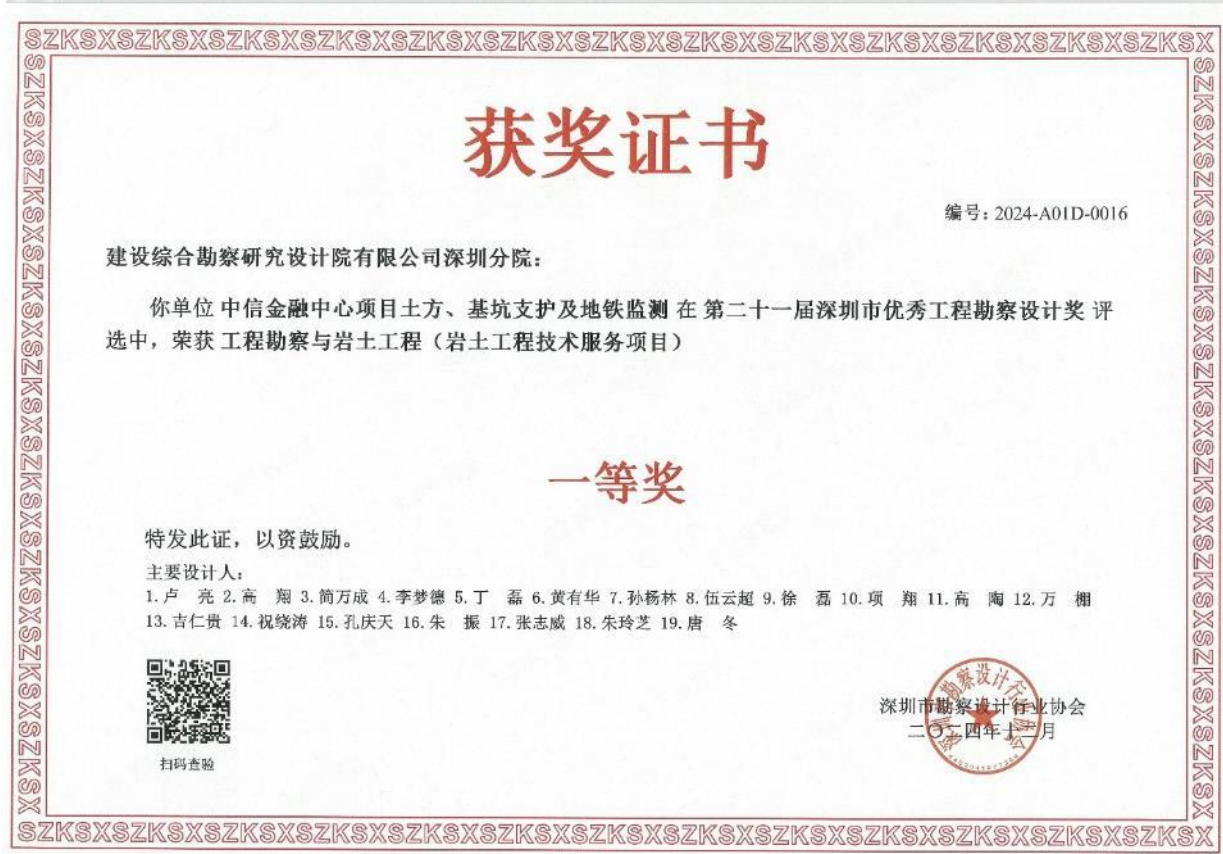 SZKSXSZKSXSZKSXSZKSXSZKSXSZKSXSZKSXSZKSXSZKSXSZKSXSZKSX
获奖证书
编号: 2024-A01D-0016
建设综合勘察研究设计院有限公司深圳分院：
你单位 中信金融中心项目土方、基坑支护及地铁监测 在 第二十一届深圳市优秀工程勘察设计奖 评
选中，荣获 工程勘察与岩土工程（岩土工程技术服务项目）
一等奖
特发此证，以资鼓励。
主要设计人：
1.卢 亮 2.高 翔 3.简万成 4.李梦德 5.丁 磊 6.黄有华 7.孙杨林 8.伍云超 9.徐 磊 10.项 翔 11.高 陶 12.万 棚
13.吉仁贵 14.祝绕涛 15.孔庆天 16.朱 振 17.张志威 18.朱玲芝 19.唐 冬
扫码查验
深圳市勘察设计行业协会
二〇二四年十二月
SZKSXSZKSXSZKSXSZKSXSZKSXSZKSXSZKSXSZKSXSZKSXSZKSXSZKSX